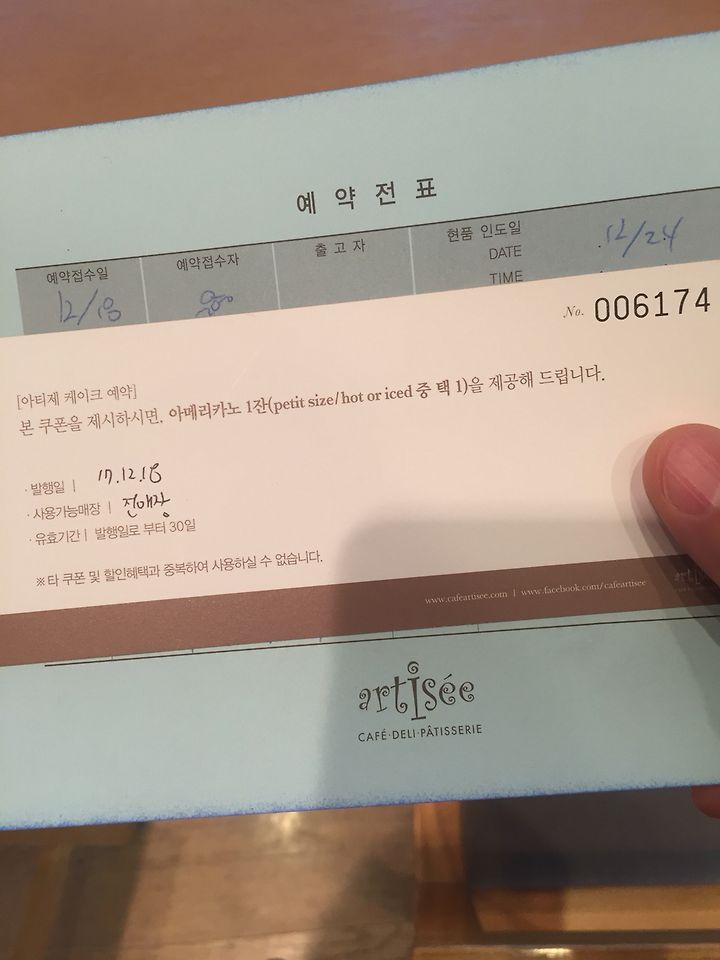 예약전표
예약접수일 예약접수자 출고자 현품 인도일
DATE 12/24
TIME
12/18
No. 006174
[아티제 케이크 예약]
본 쿠폰을 제시하시면, 아메리카노 1잔(petit size/hot or iced 중 택 1)을 제공해 드립니다.
· 발행일 | 17.12.18
· 사용가능매장 | 전매장
· 유효기간 | 발행일로 부터 30일
※ 타 쿠폰 및 할인혜택과 중복하여 사용하실 수 없습니다.
www.cafeartisee.com | www.facebook.com/cafeartisee
artisée
CAFÉ·DELI·PÂTISSERIE